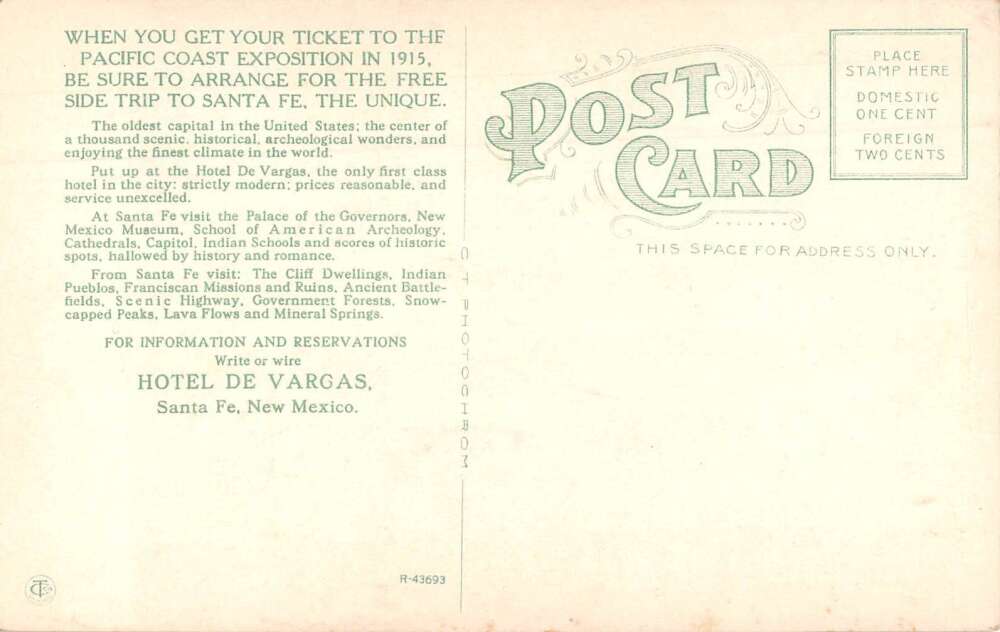 WHEN YOU GET YOUR TICKET TO THE
PACIFIC COAST EXPOSITION IN 1915,
BE SURE TO ARRANGE FOR THE FREE
SIDE TRIP TO SANTA FE, THE UNIQUE.
The oldest capital in the United States; the center of
a thousand scenic, historical, archeological wonders, and
enjoying the finest climate in the world.
Put up at the Hotel De Vargas, the only first class
hotel in the city; strictly modern; prices reasonable, and
service unexcelled.
At Santa Fe visit the Palace of the Governors, New
Mexico Museum, School of American Archeology,
Cathedrals, Capitol, Indian Schools and scores of historic
spots, hallowed by history and romance.
From Santa Fe visit: The Cliff Dwellings, Indian
Pueblos, Franciscan Missions and Ruins, Ancient Battle-
fields, Scenic Highway, Government Forests, Snow-
capped Peaks, Lava Flows and Mineral Springs.
FOR INFORMATION AND RESERVATIONS
Write or wire
HOTEL DE VARGAS,
Santa Fe, New Mexico.
R-43693
POST
CARD
THIS SPACE FOR ADDRESS ONLY.
PLACE
STAMP HERE
DOMESTIC
ONE CENT
FOREIGN
TWO CENTS